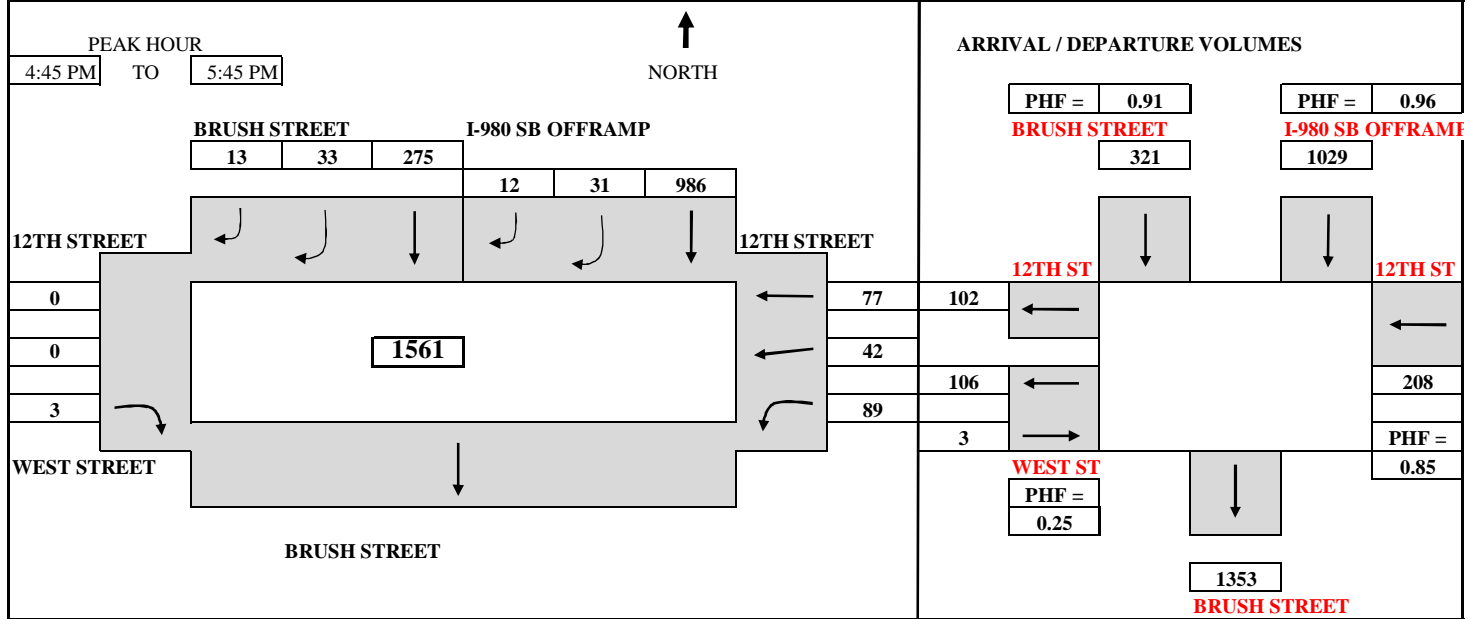 PEAK HOUR
4:45 PM TO 5:45 PM
NORTH
BRUSH STREET I-980 SB OFFRAMP
13 33 275
12 31 986
12TH STREET 12TH STREET
0 77
0 1561 42
3 89
WEST STREET
BRUSH STREET
ARRIVAL / DEPARTURE VOLUMES
PHF = 0.91 PHF = 0.96
BRUSH STREET I-980 SB OFFRAMP
321 1029
12TH ST 12TH ST
102
106 208
3 PHF =
WEST ST 0.85
PHF =
0.25
1353
BRUSH STREET